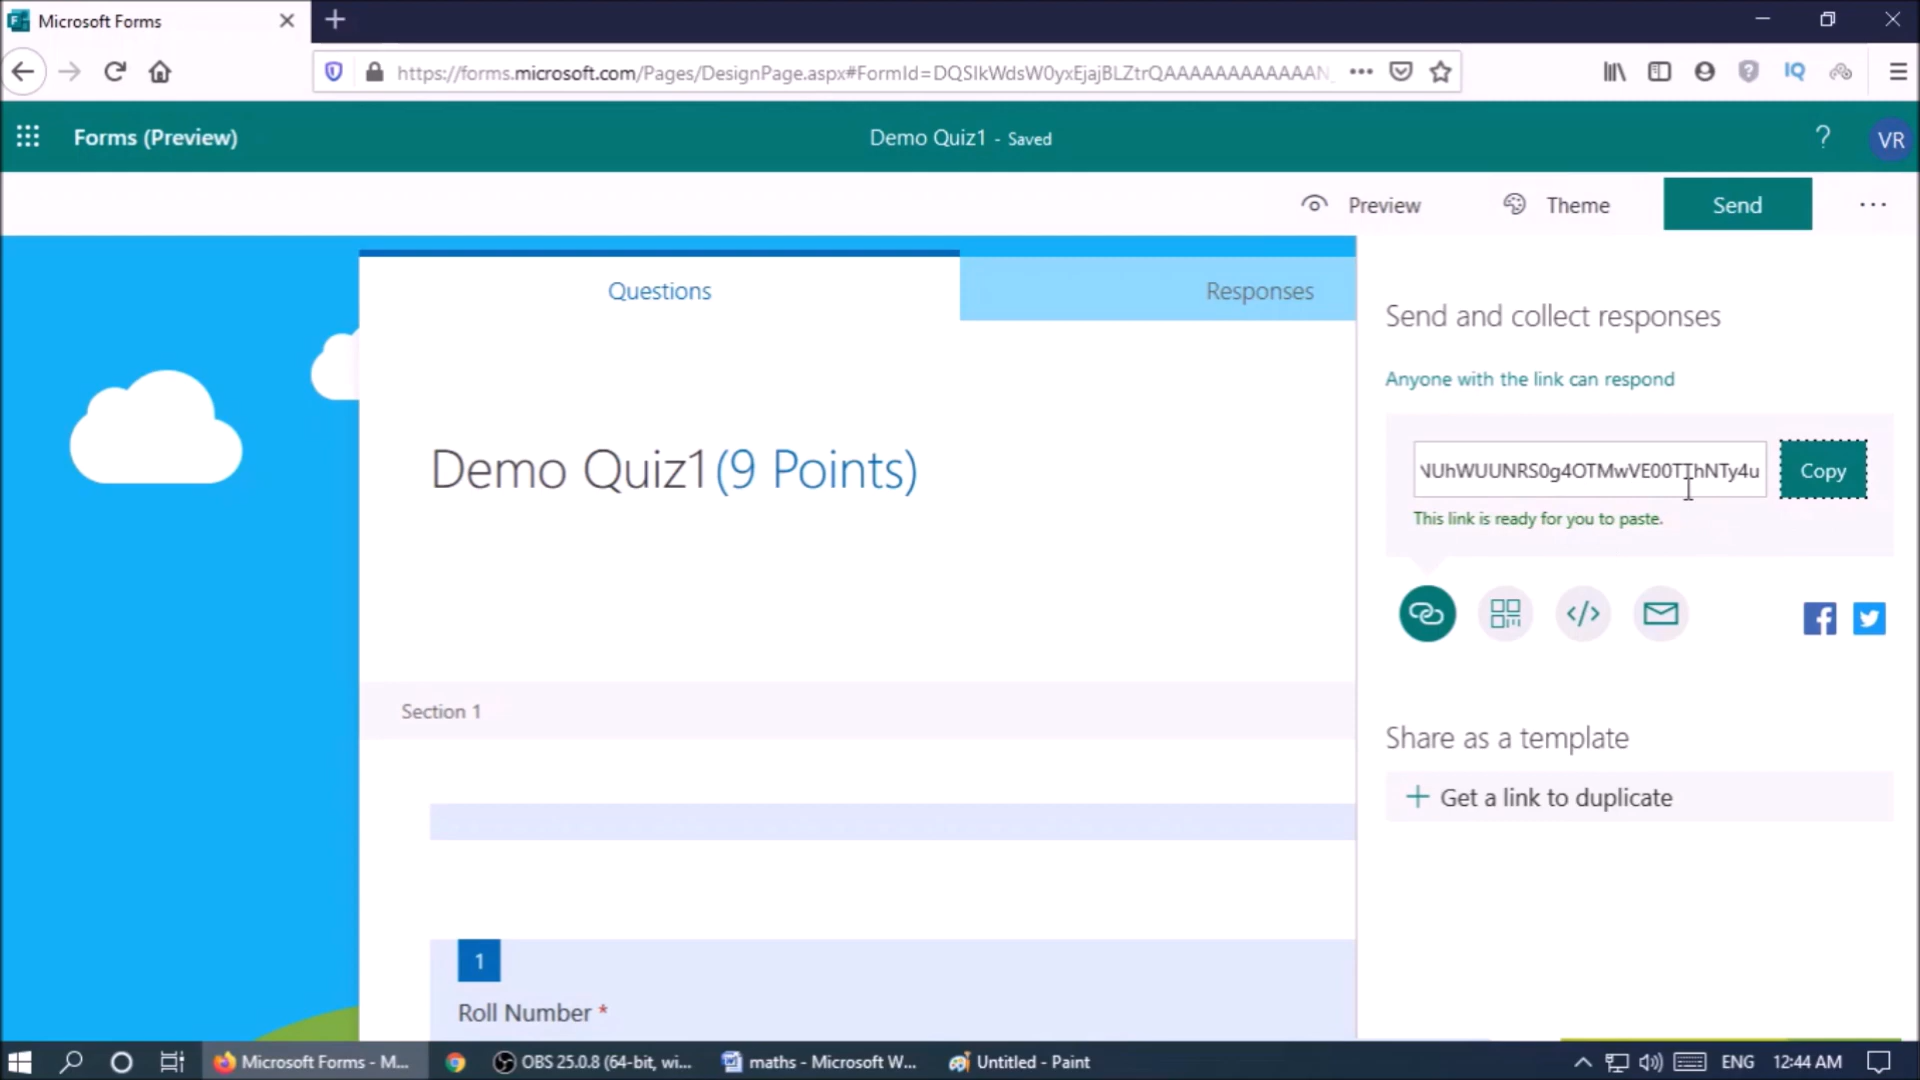 Microsoft Forms
https://forms.microsoft.com/Pages/DesignPage.aspx#FormId=DQSIkWdsW0yxEjajBLZtrQAAAAAAAAAAAAN_
IQ
Forms (Preview)
Demo Quiz1 - Saved
?
VR
Preview
Theme
Send
Questions
Responses
Send and collect responses
Anyone with the link can respond
Demo Quiz1 (9 Points)
NUhWUUNRS0g4OTMwVE00TThNTy4u
Copy
This link is ready for you to paste.
Section 1
Share as a template
Get a link to duplicate
1
Roll Number *
Microsoft Forms - M...
OBS 25.0.8 (64-bit, wi...
maths - Microsoft W...
Untitled - Paint
ENG
12:44 AM